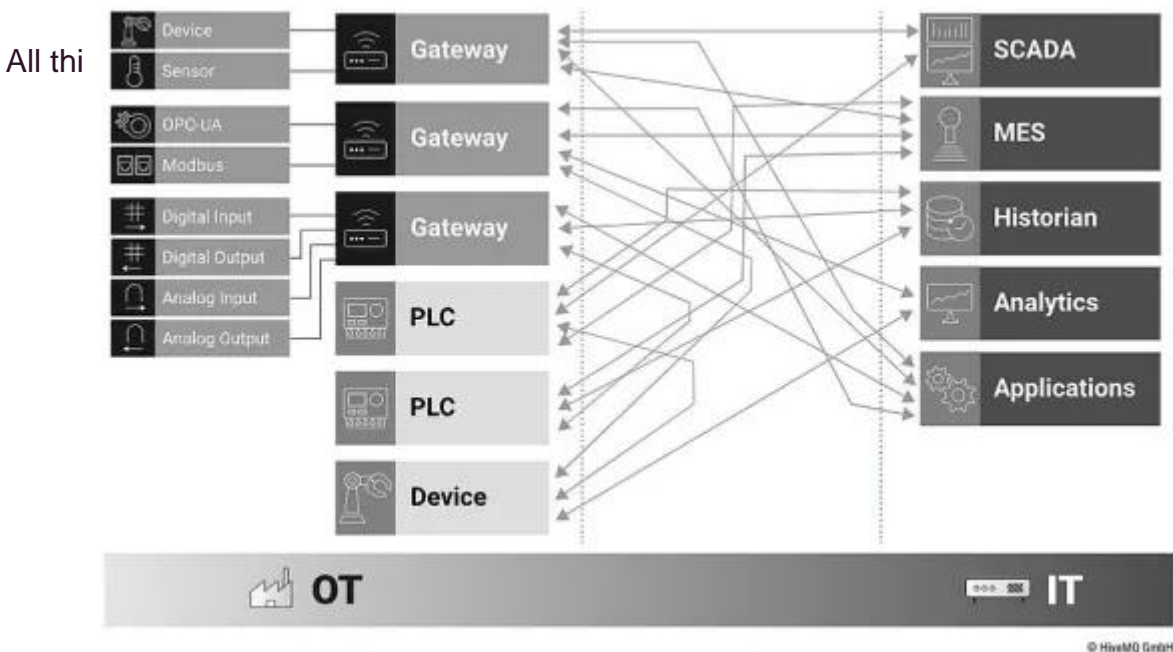 All thi
Device
Sensor
OPC-UA
Modbus
Digital Input
Digital Output
Analog Input
Analog Output
Gateway
Gateway
Gateway
PLC
PLC
Device
SCADA
MES
Historian
Analytics
Applications
OT
IT
© HiveMQ GmbH